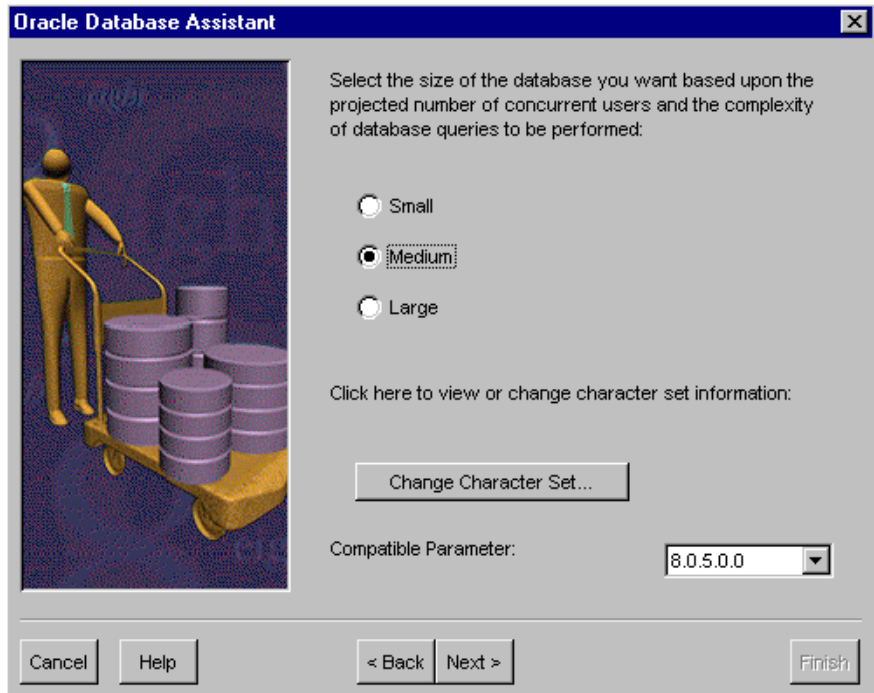 Oracle Database Assistant
Select the size of the database you want based upon the
projected number of concurrent users and the complexity
of database queries to be performed:
Small
Medium
Large
Click here to view or change character set information:
Change Character Set...
Compatible Parameter:
8.0.5.0.0
Cancel
Help
< Back
Next >
Finish